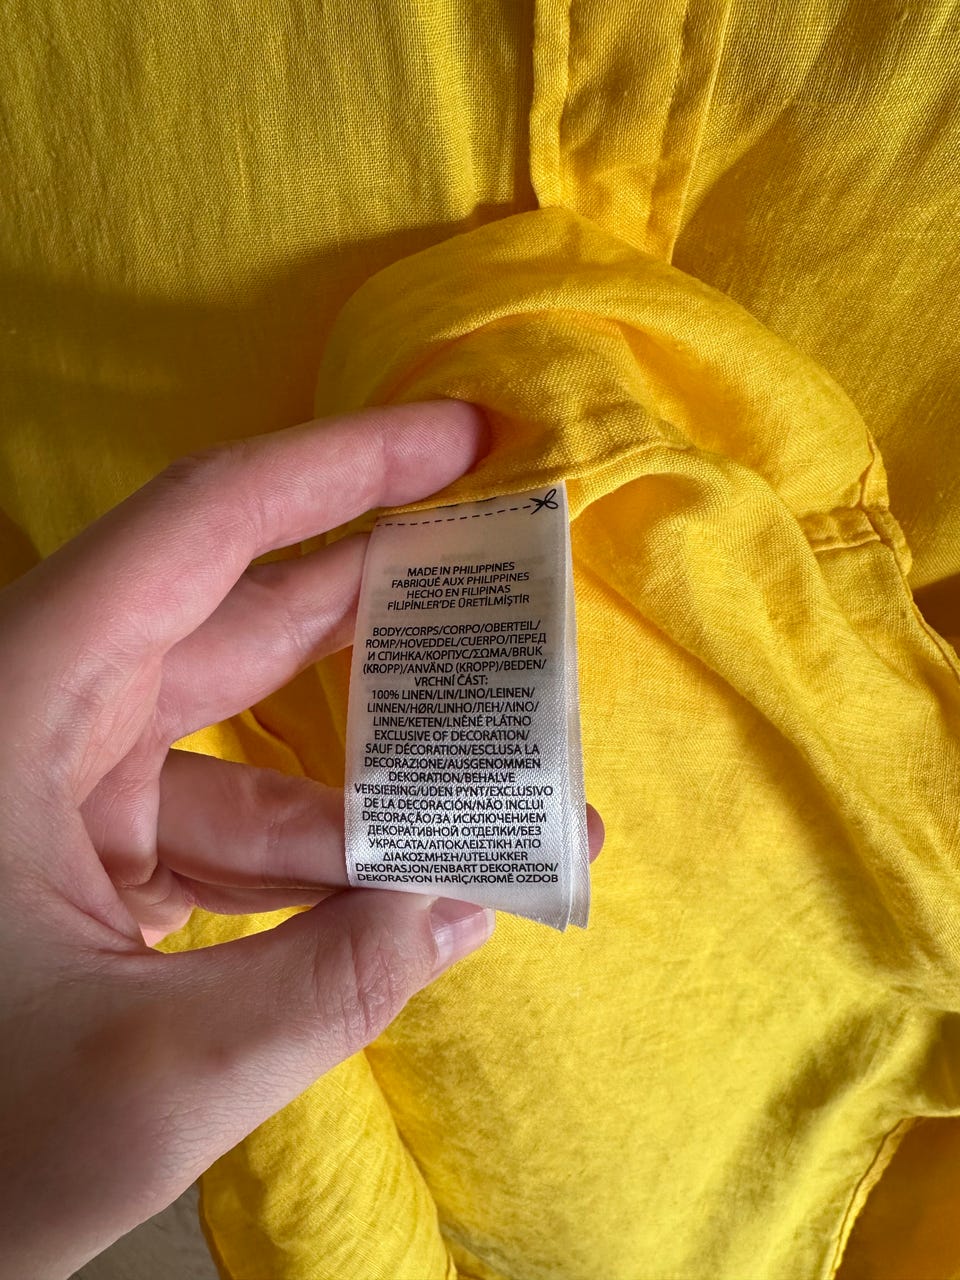 MADE IN PHILIPPINES
FABRIQUÉ AUX PHILIPPINES
HECHO EN FILIPINAS
FİLİPİNLER'DE ÜRETİLMİŞTİR
BODY/CORPS/CORPO/OBERTEIL/
ROMP/HOVEDDEL/CUERPO/ПЕРЕД
И СПИНКА/КОРПУС/ΣΩΜΑ/BRUK
(KROPP)/ANVÄND (KROPP)/BEDEN/
VRCHNÍ ČÁST:
100% LINEN/LIN/LINO/LEINEN/
LINNEN/HØR/LINHO/ЛЕН/ΛΙΝΟ/
LINNE/KETEN/LNĚNÉ PLÁTNO
EXCLUSIVE OF DECORATION/
SAUF DÉCORATION/ESCLUSA LA
DECORAZIONE/AUSGENOMMEN
DEKORATION/BEHALVE
VERSIERING/UDEN PYNT/EXCLUSIVO
DE LA DECORACIÓN/NÃO INCLUI
DECORAÇÃO/ЗА ИСКЛЮЧЕНИЕМ
ДЕКОРАТИВНОЙ ОТДЕЛКИ/БЕЗ
УКРАСАТА/ΑΠΟΚΛΕΙΣΤΙΚΗ ΑΠΟ
ΔΙΑΚΟΣΜΗΣΗ/UTELUKKER
DEKORASJON/ENBART DEKORATION/
DEKORASYON HARİÇ/KROMĚ OZDOB